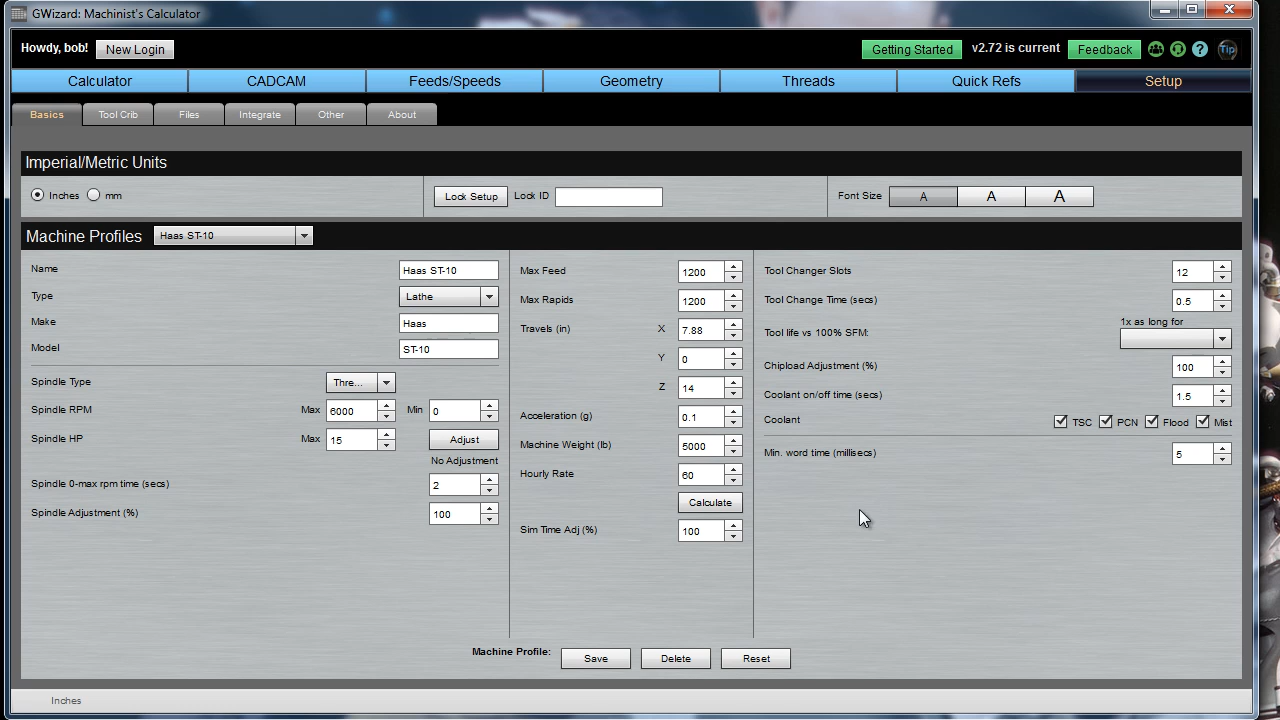 GWizard: Machinist's Calculator
Howdy, bob! New Login Getting Started v2.72 is current Feedback ? Tip
Calculator CADCAM Feeds/Speeds Geometry Threads Quick Refs Setup
Basics Tool Crib Files Integrate Other About
Imperial/Metric Units
Inches mm Lock Setup Lock ID Font Size A A A
Machine Profiles Haas ST-10
Name Haas ST-10
Type Lathe
Make Haas
Model ST-10
Spindle Type Thre...
Spindle RPM Max 6000 Min 0
Spindle HP Max 15 Adjust
No Adjustment
Spindle 0-max rpm time (secs) 2
Spindle Adjustment (%) 100
Max Feed 1200
Max Rapids 1200
Travels (in) X 7.88
Y 0
Z 14
Acceleration (g) 0.1
Machine Weight (lb) 5000
Hourly Rate 60
Calculate
Sim Time Adj (%) 100
Tool Changer Slots 12
Tool Change Time (secs) 0.5
1x as long for
Tool life vs 100% SFM:
Chipload Adjustment (%) 100
Coolant on/off time (secs) 1.5
Coolant TSC PCN Flood Mist
Min. word time (millisecs) 5
Machine Profile: Save Delete Reset
Inches